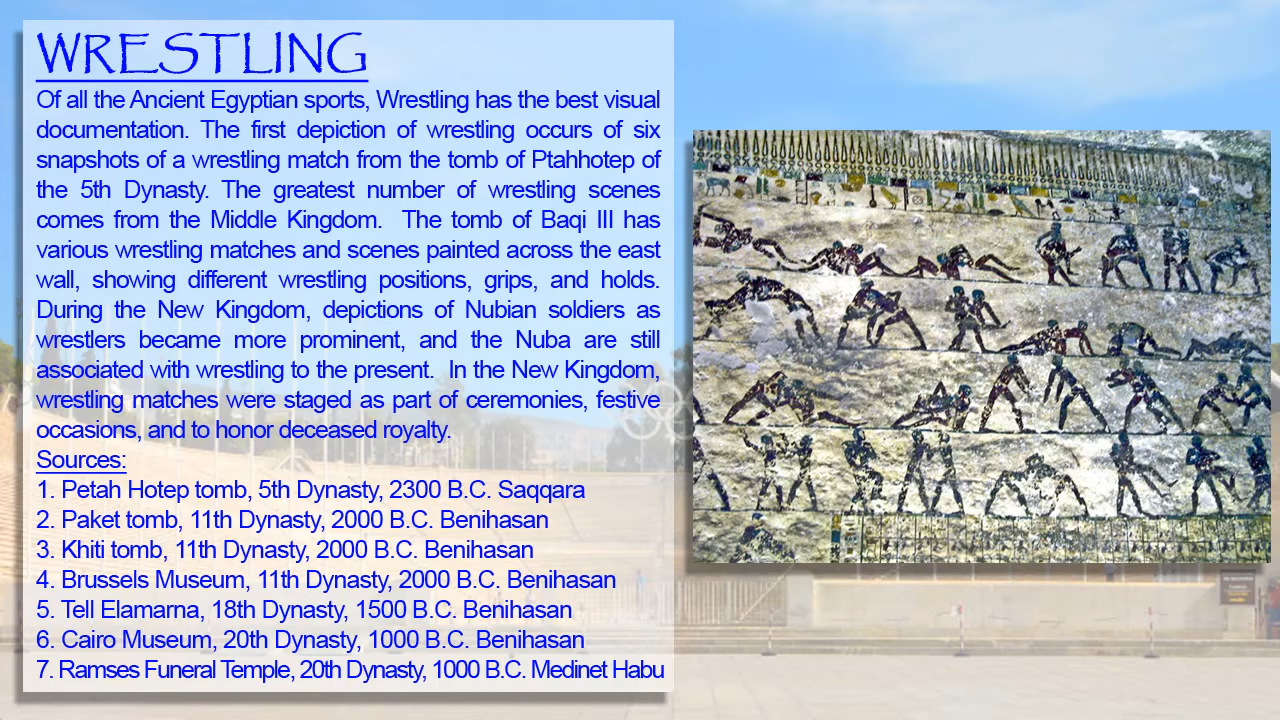 WRESTLING
Of all the Ancient Egyptian sports, Wrestling has the best visual
documentation. The first depiction of wrestling occurs of six
snapshots of a wrestling match from the tomb of Ptahhotep of
the 5th Dynasty. The greatest number of wrestling scenes
comes from the Middle Kingdom.  The tomb of Baqi III has
various wrestling matches and scenes painted across the east
wall, showing different wrestling positions, grips, and holds.
During the New Kingdom, depictions of Nubian soldiers as
wrestlers became more prominent, and the Nuba are still
associated with wrestling to the present.  In the New Kingdom,
wrestling matches were staged as part of ceremonies, festive
occasions, and to honor deceased royalty.
Sources:
1. Petah Hotep tomb, 5th Dynasty, 2300 B.C. Saqqara
2. Paket tomb, 11th Dynasty, 2000 B.C. Benihasan
3. Khiti tomb, 11th Dynasty, 2000 B.C. Benihasan
4. Brussels Museum, 11th Dynasty, 2000 B.C. Benihasan
5. Tell Elamarna, 18th Dynasty, 1500 B.C. Benihasan
6. Cairo Museum, 20th Dynasty, 1000 B.C. Benihasan
7. Ramses Funeral Temple, 20th Dynasty, 1000 B.C. Medinet Habu